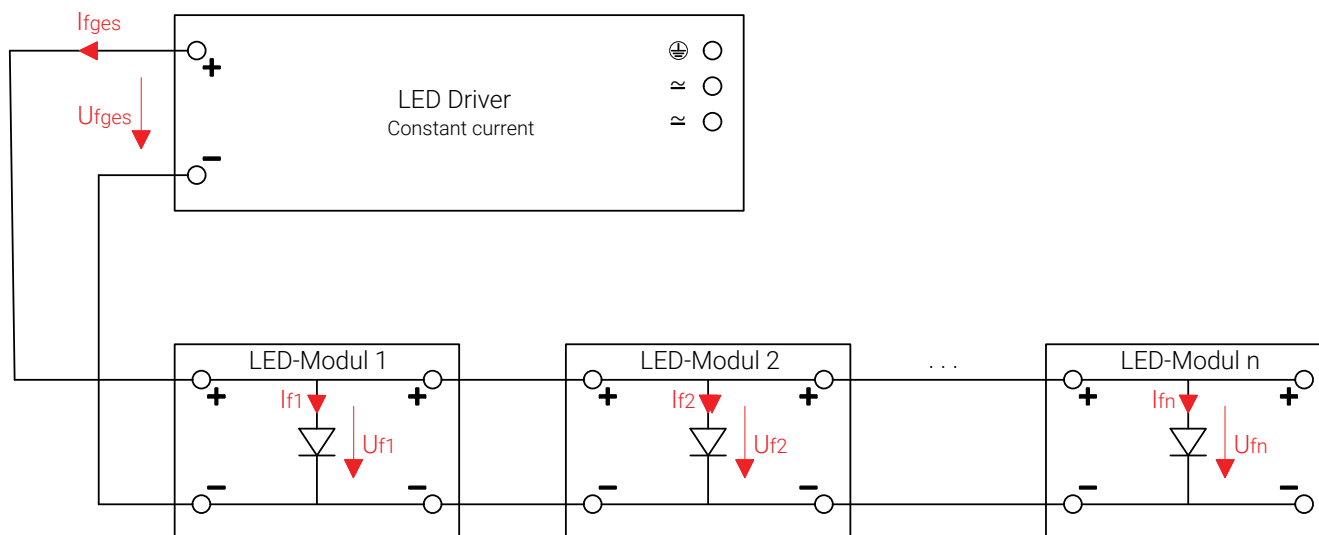 Ifges
+
Ufges
LED Driver
Constant current
≃
≃
−
LED-Modul 1
LED-Modul 2
. . .
LED-Modul n
+
If1
+
+
If2
+
+
Ifn
+
Uf1
Uf2
Ufn
−
−
−
−
−
−